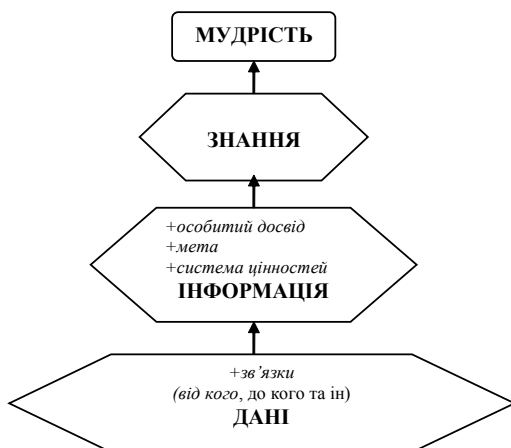 МУДРІСТЬ
ЗНАННЯ
+особитий досвід
+мета
+система цінностей
ІНФОРМАЦІЯ
+зв’язки
(від кого, до кого та ін)
ДАНІ